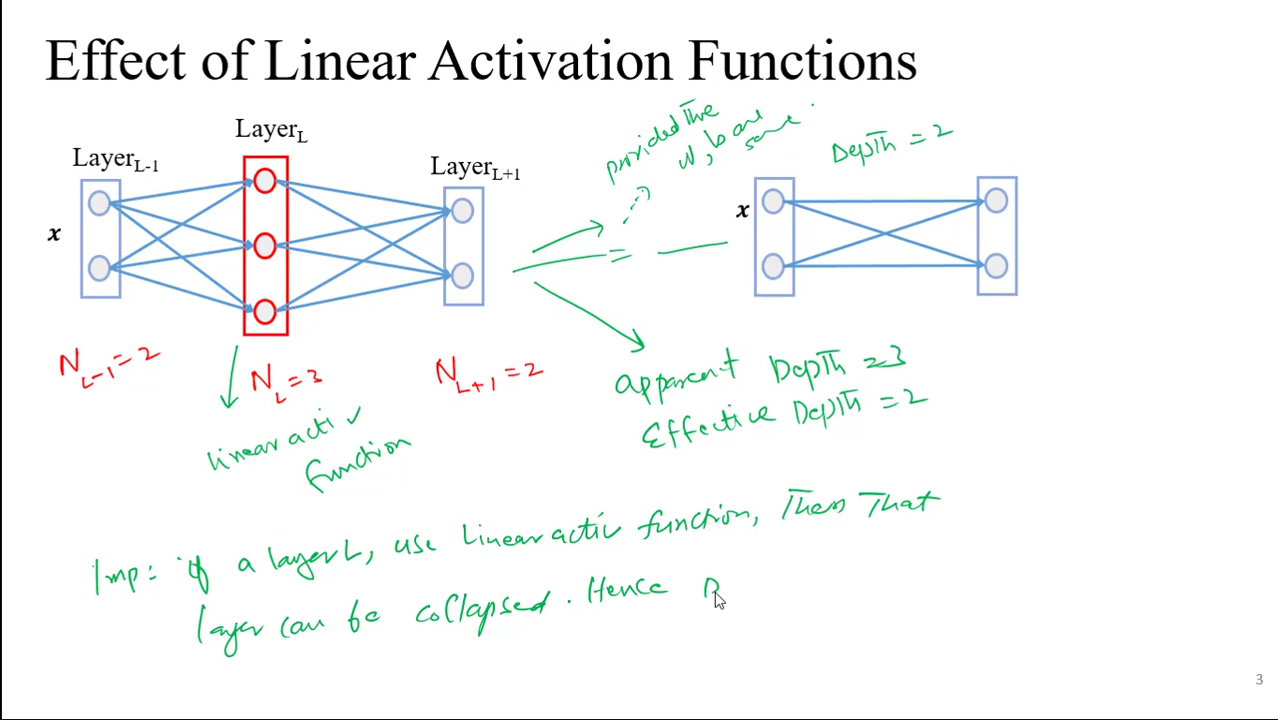 Effect of Linear Activation Functions
Layer_L-1
Layer_L
Layer_L+1
x
N_L-1 = 2
N_L = 3
N_L+1 = 2
linear activ
function
provided the
w, b are
same
=
x
Depth = 2
apparent Depth = 3
Effective Depth = 2
Imp: if a layer L, use linear activ function, Then That
layer can be collapsed. Hence
3